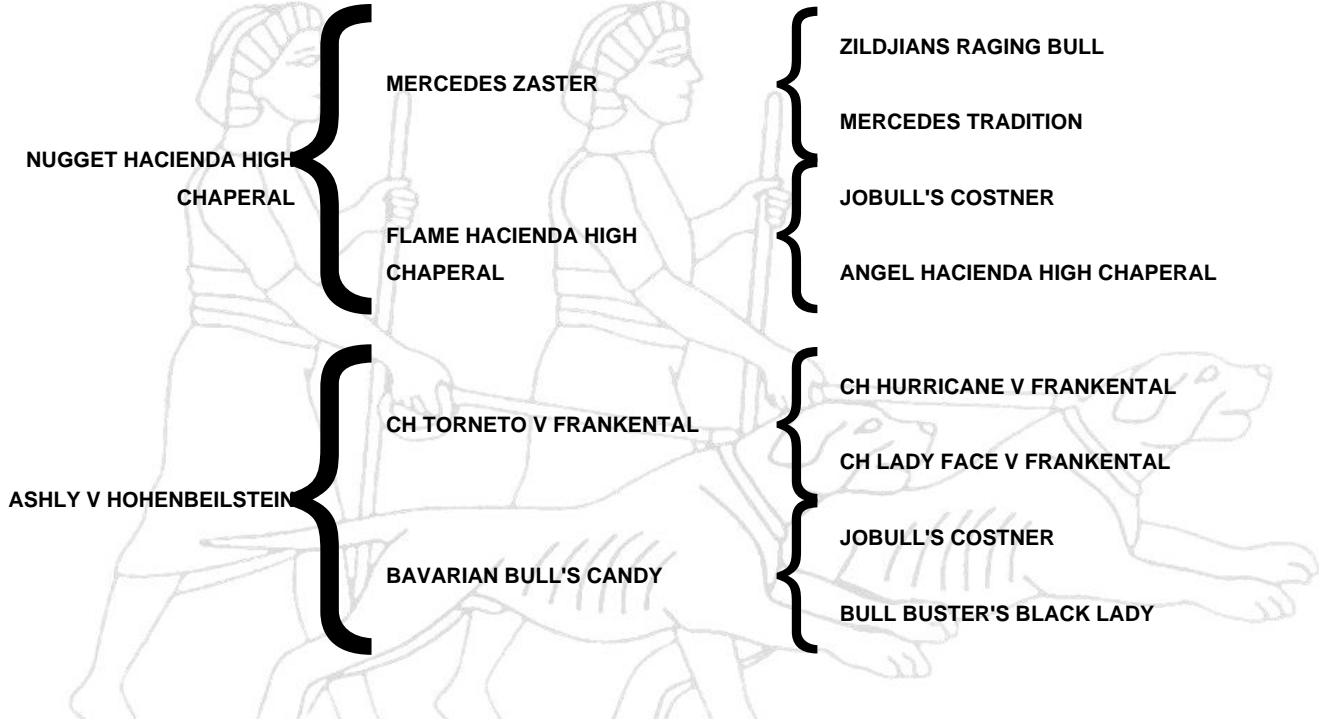 NUGGET HACIENDA HIGH
CHAPERAL
MERCEDES ZASTER
ZILDJIANS RAGING BULL
MERCEDES TRADITION
FLAME HACIENDA HIGH
CHAPERAL
JOBULL'S COSTNER
ANGEL HACIENDA HIGH CHAPERAL
ASHLY V HOHENBEILSTEIN
CH TORNETO V FRANKENTAL
CH HURRICANE V FRANKENTAL
CH LADY FACE V FRANKENTAL
BAVARIAN BULL'S CANDY
JOBULL'S COSTNER
BULL BUSTER'S BLACK LADY